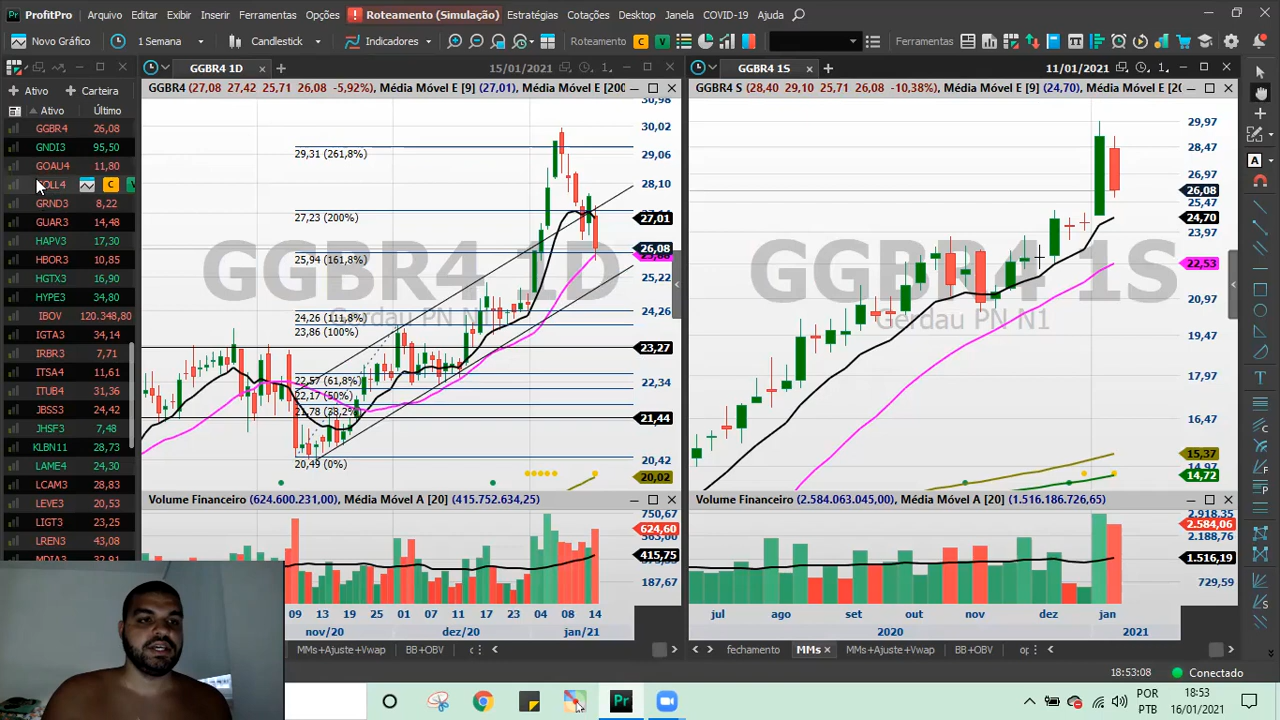 ProfitPro
Arquivo Editar Exibir Inserir Ferramentas Opções ! Roteamento (Simulação) Estratégias Cotações Desktop Janela COVID-19 Ajuda
Novo Gráfico 1 Semana Candlestick Indicadores Roteamento C V Ferramentas
GGBR4 1D 15/01/2021 1
GGBR4 1S 11/01/2021 1
Ativo Carteira
GGBR4 (27,08 27,42 25,71 26,08 -5,92%), Média Móvel E [9] (27,01), Média Móvel E [200
GGBR4 S (28,40 29,10 25,71 26,08 -10,38%), Média Móvel E [9] (24,70), Média Móvel E [2
Ativo Último
GGBR4 26,08
GNDI3 95,50
GOAU4 11,80
OLL4 C V
GRND3 8,22
GUAR3 14,48
HAPV3 17,30
HBOR3 10,85
HGTX3 16,90
HYPE3 34,80
IBOV 120.348,80
IGTA3 34,14
IRBR3 7,71
ITSA4 11,61
ITUB4 31,36
JBSS3 24,42
JHSF3 7,48
KLBN11 28,73
LAME4 24,30
LCAM3 28,83
LEVE3 20,53
LIGT3 23,25
LREN3 43,08
MDIA3 32,91
GGBR4 1D
Gerdau PN N1
29,31 (261,8%)
27,23 (200%)
25,94 (161,8%)
24,26 (111,8%)
23,86 (100%)
22,57 (61,8%)
22,17 (50%)
21,78 (38,2%)
20,49 (0%)
30,98
30,02
29,06
28,10
27,01
26,08
25,22
24,26
23,27
22,34
21,44
20,42
20,02
Volume Financeiro (624.600.231,00), Média Móvel A [20] (415.752.634,25)
750,67
624,60
563,00
415,75
187,67
09 13 19 25 01 07 11 17 23 04 08 14
nov/20 dez/20 jan/21
MMs+Ajuste+Vwap BB+OBV
GGBR4 1S
Gerdau PN N1
29,97
28,47
26,97
26,08
25,47
24,70
23,97
22,53
20,97
19,47
17,97
16,47
15,37
14,97
14,72
Volume Financeiro (2.584.063.045,00), Média Móvel A [20] (1.516.186.726,65)
2.918,35
2.584,06
2.188,76
1.516,19
729,59
jul ago set out nov dez jan
2020 2021
fechamento MMs MMs+Ajuste+Vwap BB+OBV
18:53:08 Conectado
Pr
POR
PTB
18:53
16/01/2021